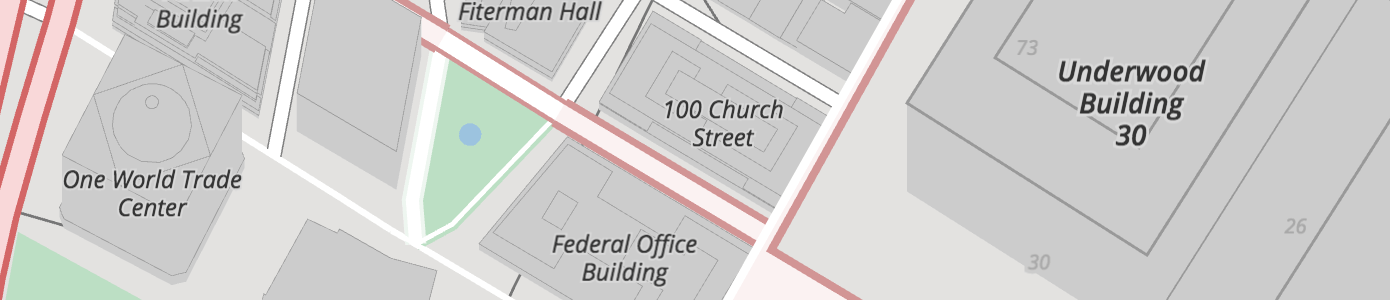 Building
Fiterman Hall
73
Underwood
Building
30
100 Church
Street
One World Trade
Center
Federal Office
Building
26
30